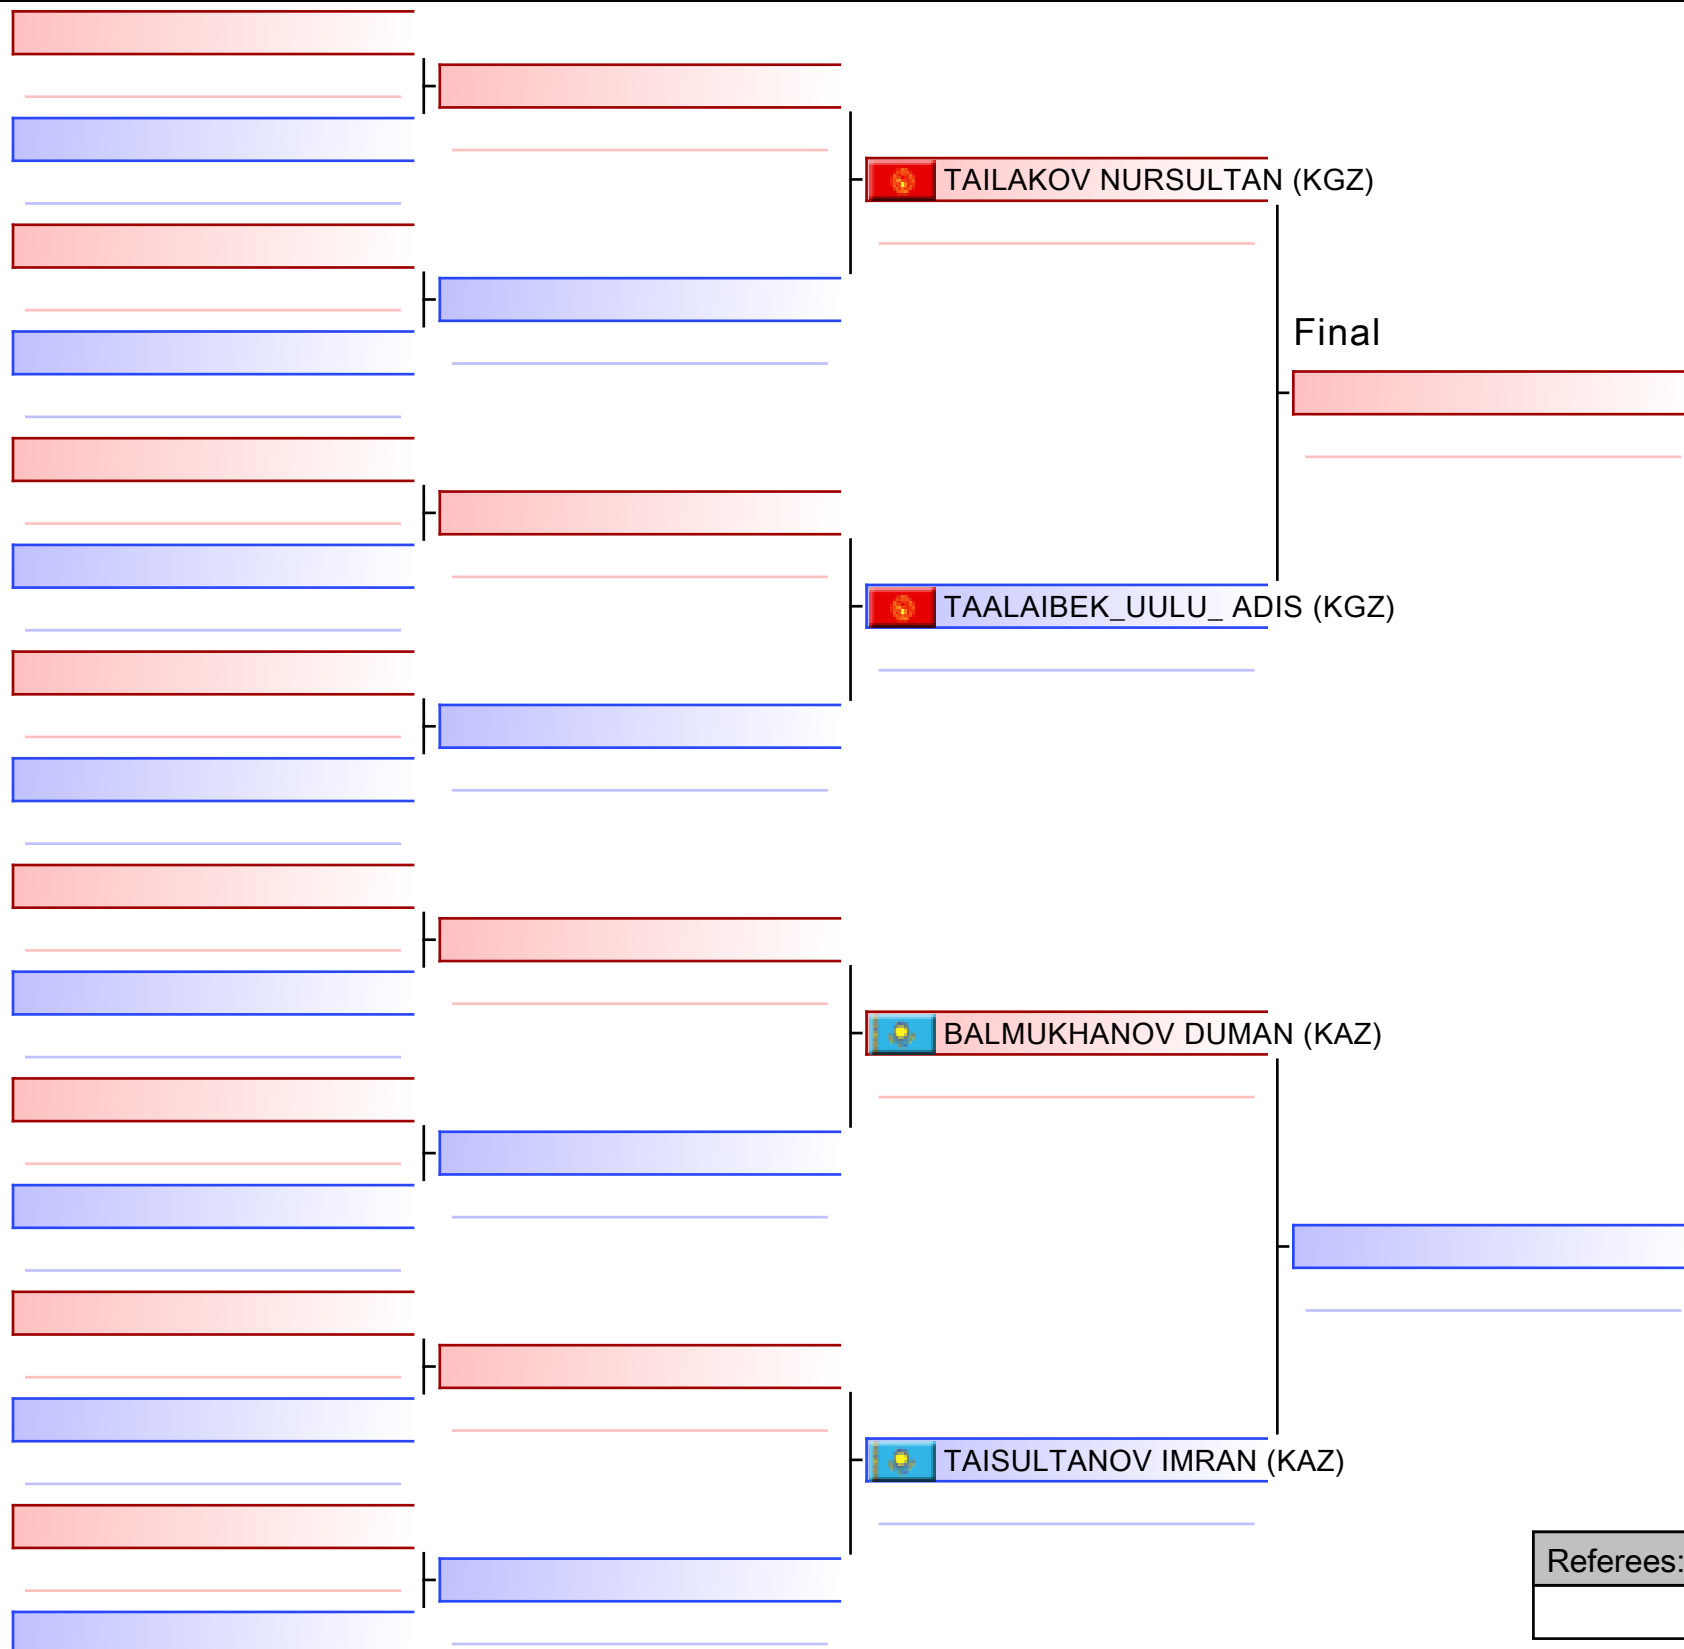 TAILAKOV NURSULTAN (KGZ)
Final
TAALAIBEK_UULU_ ADIS (KGZ)
BALMUKHANOV DUMAN (KAZ)
TAISULTANOV IMRAN (KAZ)
Referees: